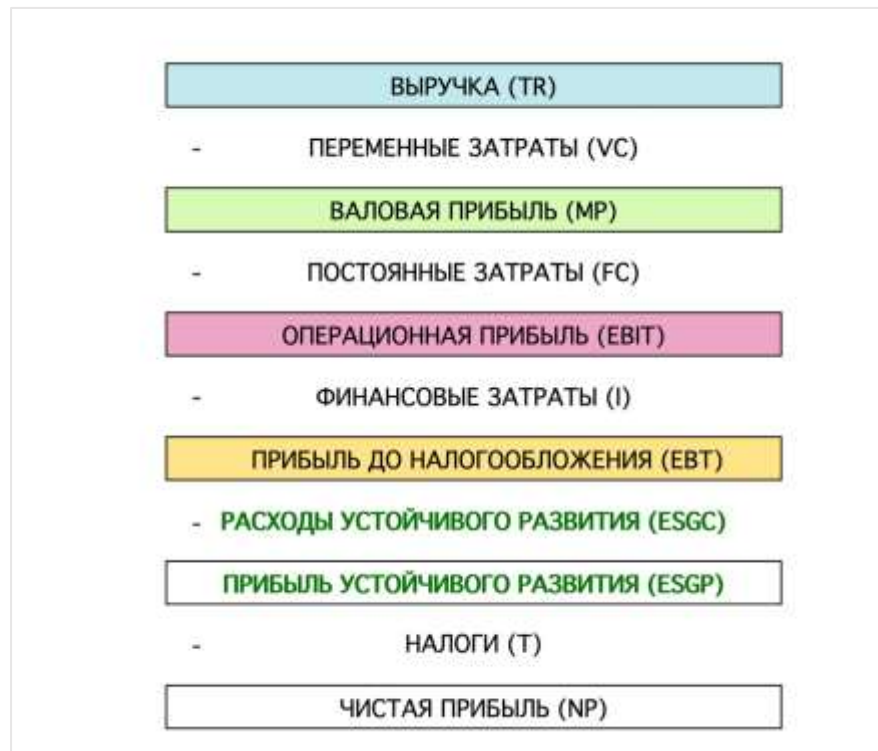 ВЫРУЧКА (TR)
- ПЕРЕМЕННЫЕ ЗАТРАТЫ (VC)
ВАЛОВАЯ ПРИБЫЛЬ (MP)
- ПОСТОЯННЫЕ ЗАТРАТЫ (FC)
ОПЕРАЦИОННАЯ ПРИБЫЛЬ (EBIT)
- ФИНАНСОВЫЕ ЗАТРАТЫ (I)
ПРИБЫЛЬ ДО НАЛОГООБЛОЖЕНИЯ (EBT)
- РАСХОДЫ УСТОЙЧИВОГО РАЗВИТИЯ (ESGC)
ПРИБЫЛЬ УСТОЙЧИВОГО РАЗВИТИЯ (ESGP)
- НАЛОГИ (T)
ЧИСТАЯ ПРИБЫЛЬ (NP)